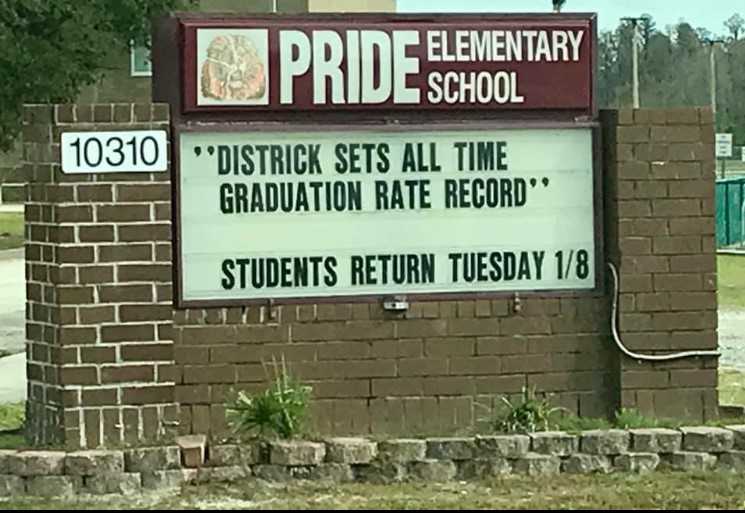 PRIDE ELEMENTARY
SCHOOL
10310
''DISTRICK SETS ALL TIME
GRADUATION RATE RECORD''
STUDENTS RETURN TUESDAY 1/8